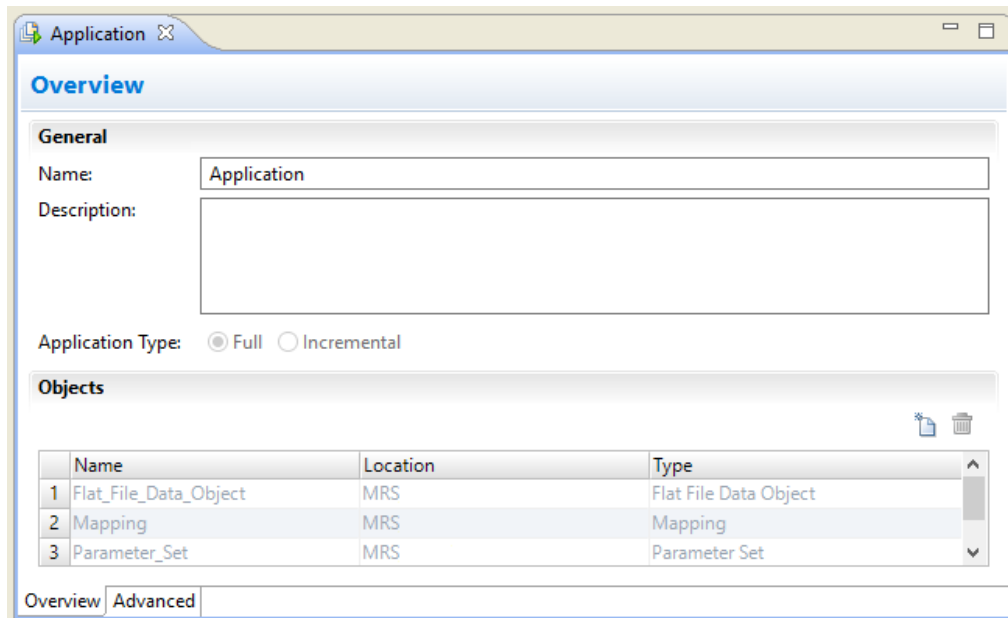 Application
Overview
General
Name: Application
Description:
Application Type: Full Incremental
Objects
Name Location Type
1 Flat_File_Data_Object MRS Flat File Data Object
2 Mapping MRS Mapping
3 Parameter_Set MRS Parameter Set
Overview Advanced